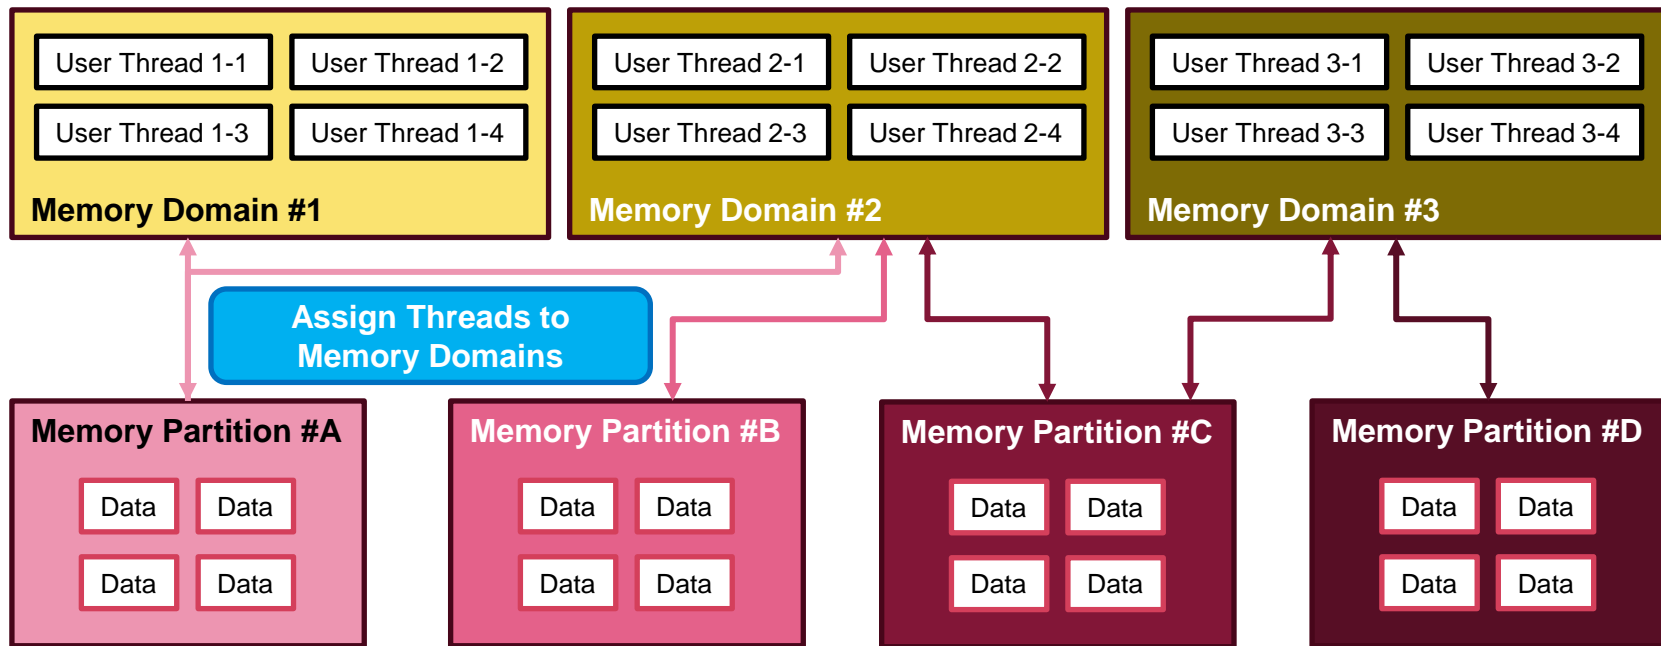 User Thread 1-1
User Thread 1-2
User Thread 1-3
User Thread 1-4
Memory Domain #1
User Thread 2-1
User Thread 2-2
User Thread 2-3
User Thread 2-4
Memory Domain #2
User Thread 3-1
User Thread 3-2
User Thread 3-3
User Thread 3-4
Memory Domain #3
Assign Threads to
Memory Domains
Memory Partition #A
Data
Data
Data
Data
Memory Partition #B
Data
Data
Data
Data
Memory Partition #C
Data
Data
Data
Data
Memory Partition #D
Data
Data
Data
Data